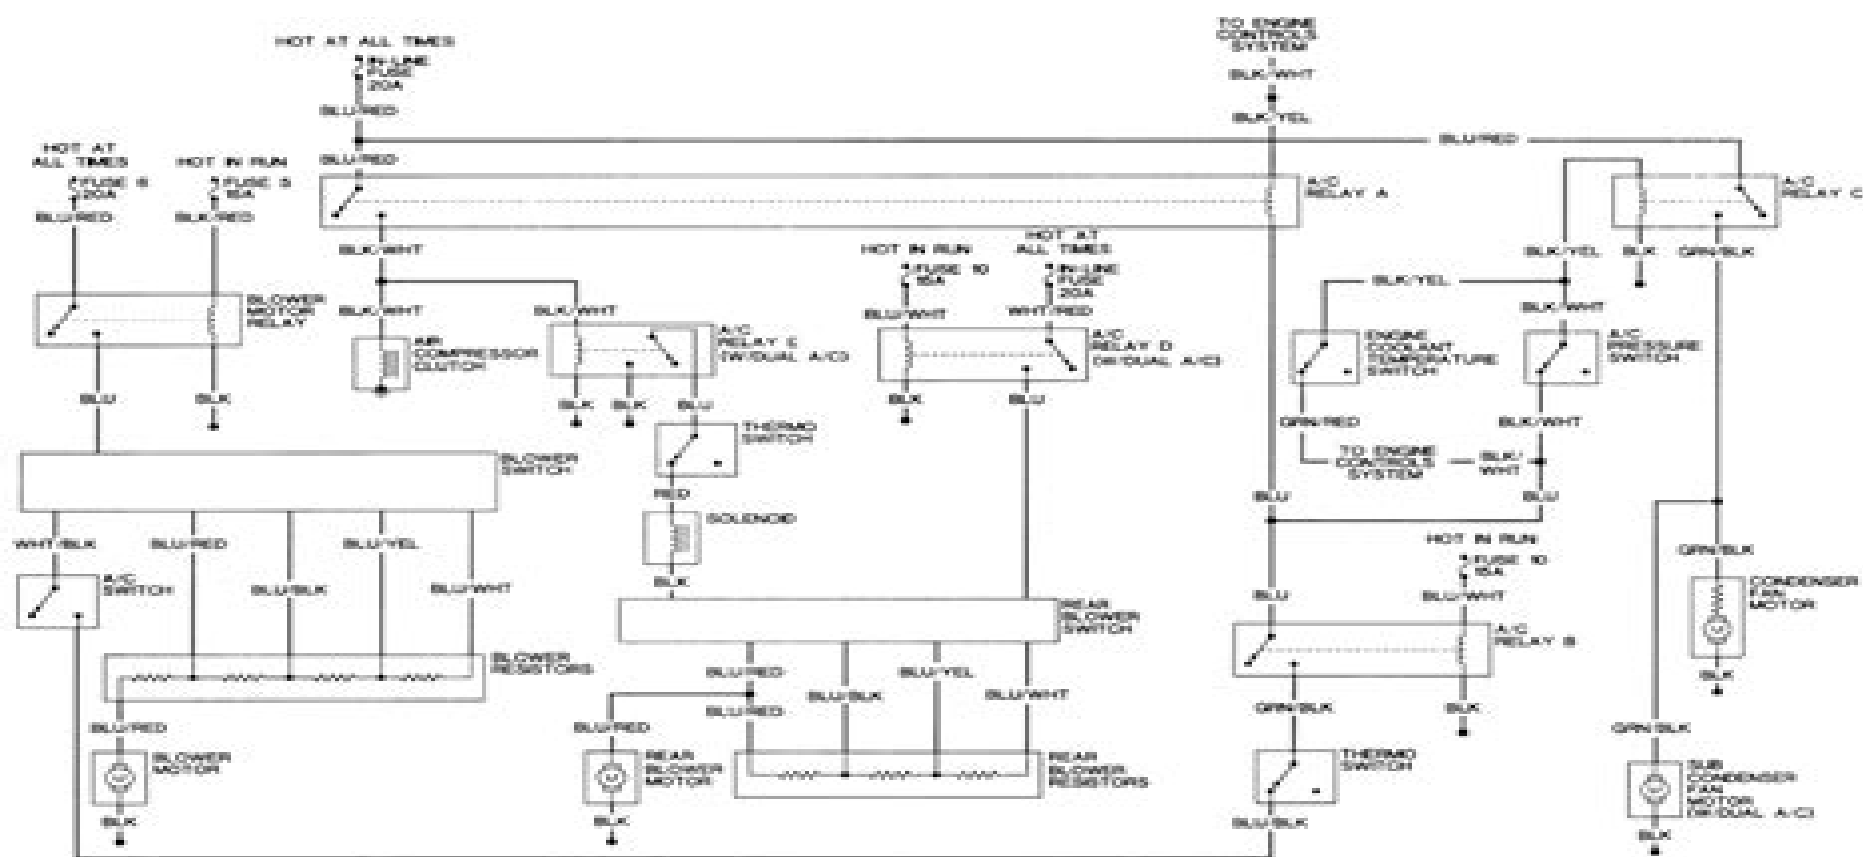 TO ENGINE
CONTROLS
SYSTEM
HOT AT ALL TIMES
IN-LINE
FUSE
20A
BLK/WHT
BLU/RED
BLK/YEL
BLU/RED
HOT AT
ALL TIMES
HOT IN RUN
BLU/RED
FUSE 6
20A
FUSE 5
15A
A/C
RELAY A
A/C
RELAY C
BLU/RED
BLK/RED
BLK/WHT
HOT IN RUN
HOT AT
ALL TIMES
BLK/YEL
BLK
GRN/BLK
FUSE 10
15A
IN-LINE
FUSE
20A
BLK/YEL
BLOWER
MOTOR
RELAY
BLK/WHT
BLK/WHT
BLU/WHT
WHT/RED
BLK/WHT
AIR
COMPRESSOR
CLUTCH
A/C
RELAY E
(W/DUAL A/C)
A/C
RELAY D
(W/DUAL A/C)
ENGINE
COOLANT
TEMPERATURE
SWITCH
A/C
PRESSURE
SWITCH
BLU
BLK
BLK
BLK
BLU
BLK
BLU
THERMO
SWITCH
GRN/RED
BLK/WHT
BLOWER
SWITCH
TO ENGINE
CONTROLS
SYSTEM
BLK/
WHT
RED
BLU
BLU
SOLENOID
WHT/BLK
BLU/RED
BLU/YEL
HOT IN RUN
GRN/BLK
FUSE 10
15A
A/C
SWITCH
BLU/BLK
BLU/WHT
BLK
BLU
BLU/WHT
CONDENSER
FAN
MOTOR
REAR
BLOWER
SWITCH
A/C
RELAY B
BLOWER
RESISTORS
BLU/RED
BLU/YEL
BLK
BLU/BLK
BLU/WHT
BLU/RED
GRN/BLK
BLK
BLU/RED
BLU/RED
GRN/BLK
BLOWER
MOTOR
REAR
BLOWER
MOTOR
REAR
BLOWER
RESISTORS
THERMO
SWITCH
SUB
CONDENSER
FAN
MOTOR
(W/DUAL A/C)
BLK
BLK
BLU/BLK
BLK